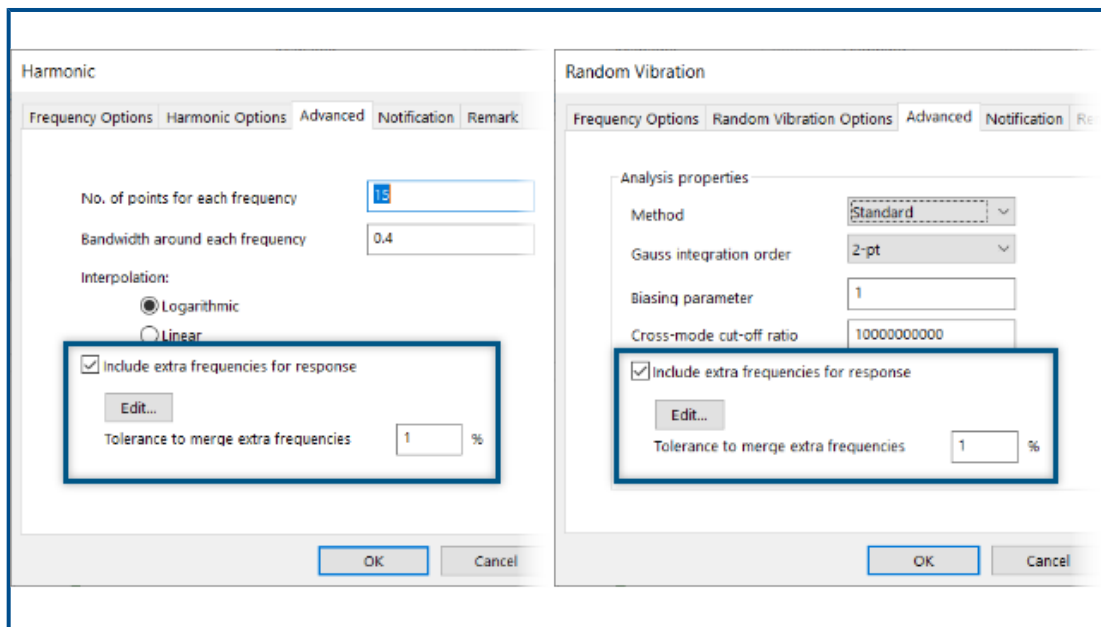 Harmonic
Frequency Options Harmonic Options Advanced Notification Remark
No. of points for each frequency 15
Bandwidth around each frequency 0.4
Interpolation:
Logarithmic
Linear
Include extra frequencies for response
Edit...
Tolerance to merge extra frequencies 1 %
OK Cancel
Random Vibration
Frequency Options Random Vibration Options Advanced Notification
Analysis properties
Method Standard
Gauss integration order 2-pt
Biasing parameter 1
Cross-mode cut-off ratio 10000000000
Include extra frequencies for response
Edit...
Tolerance to merge extra frequencies 1 %
OK Cancel